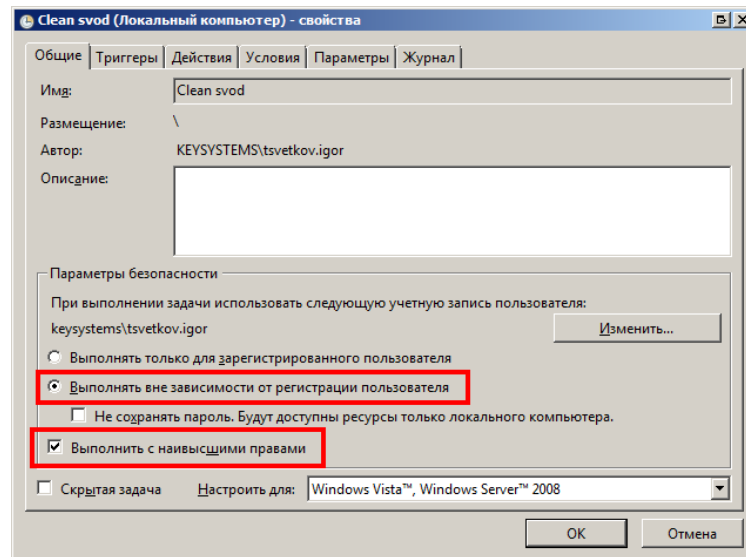 Clean svod (Локальный компьютер) - свойства
Общие Триггеры Действия Условия Параметры Журнал
Имя: Clean svod
Размещение: \
Автор: KEYSYSTEMS\tsvetkov.igor
Описание:
Параметры безопасности
При выполнении задачи использовать следующую учетную запись пользователя:
keysystems\tsvetkov.igor Изменить...
Выполнять только для зарегистрированного пользователя
Выполнять вне зависимости от регистрации пользователя
Не сохранять пароль. Будут доступны ресурсы только локального компьютера.
Выполнить с наивысшими правами
Скрытая задача Настроить для: Windows Vista™, Windows Server™ 2008
OK Отмена